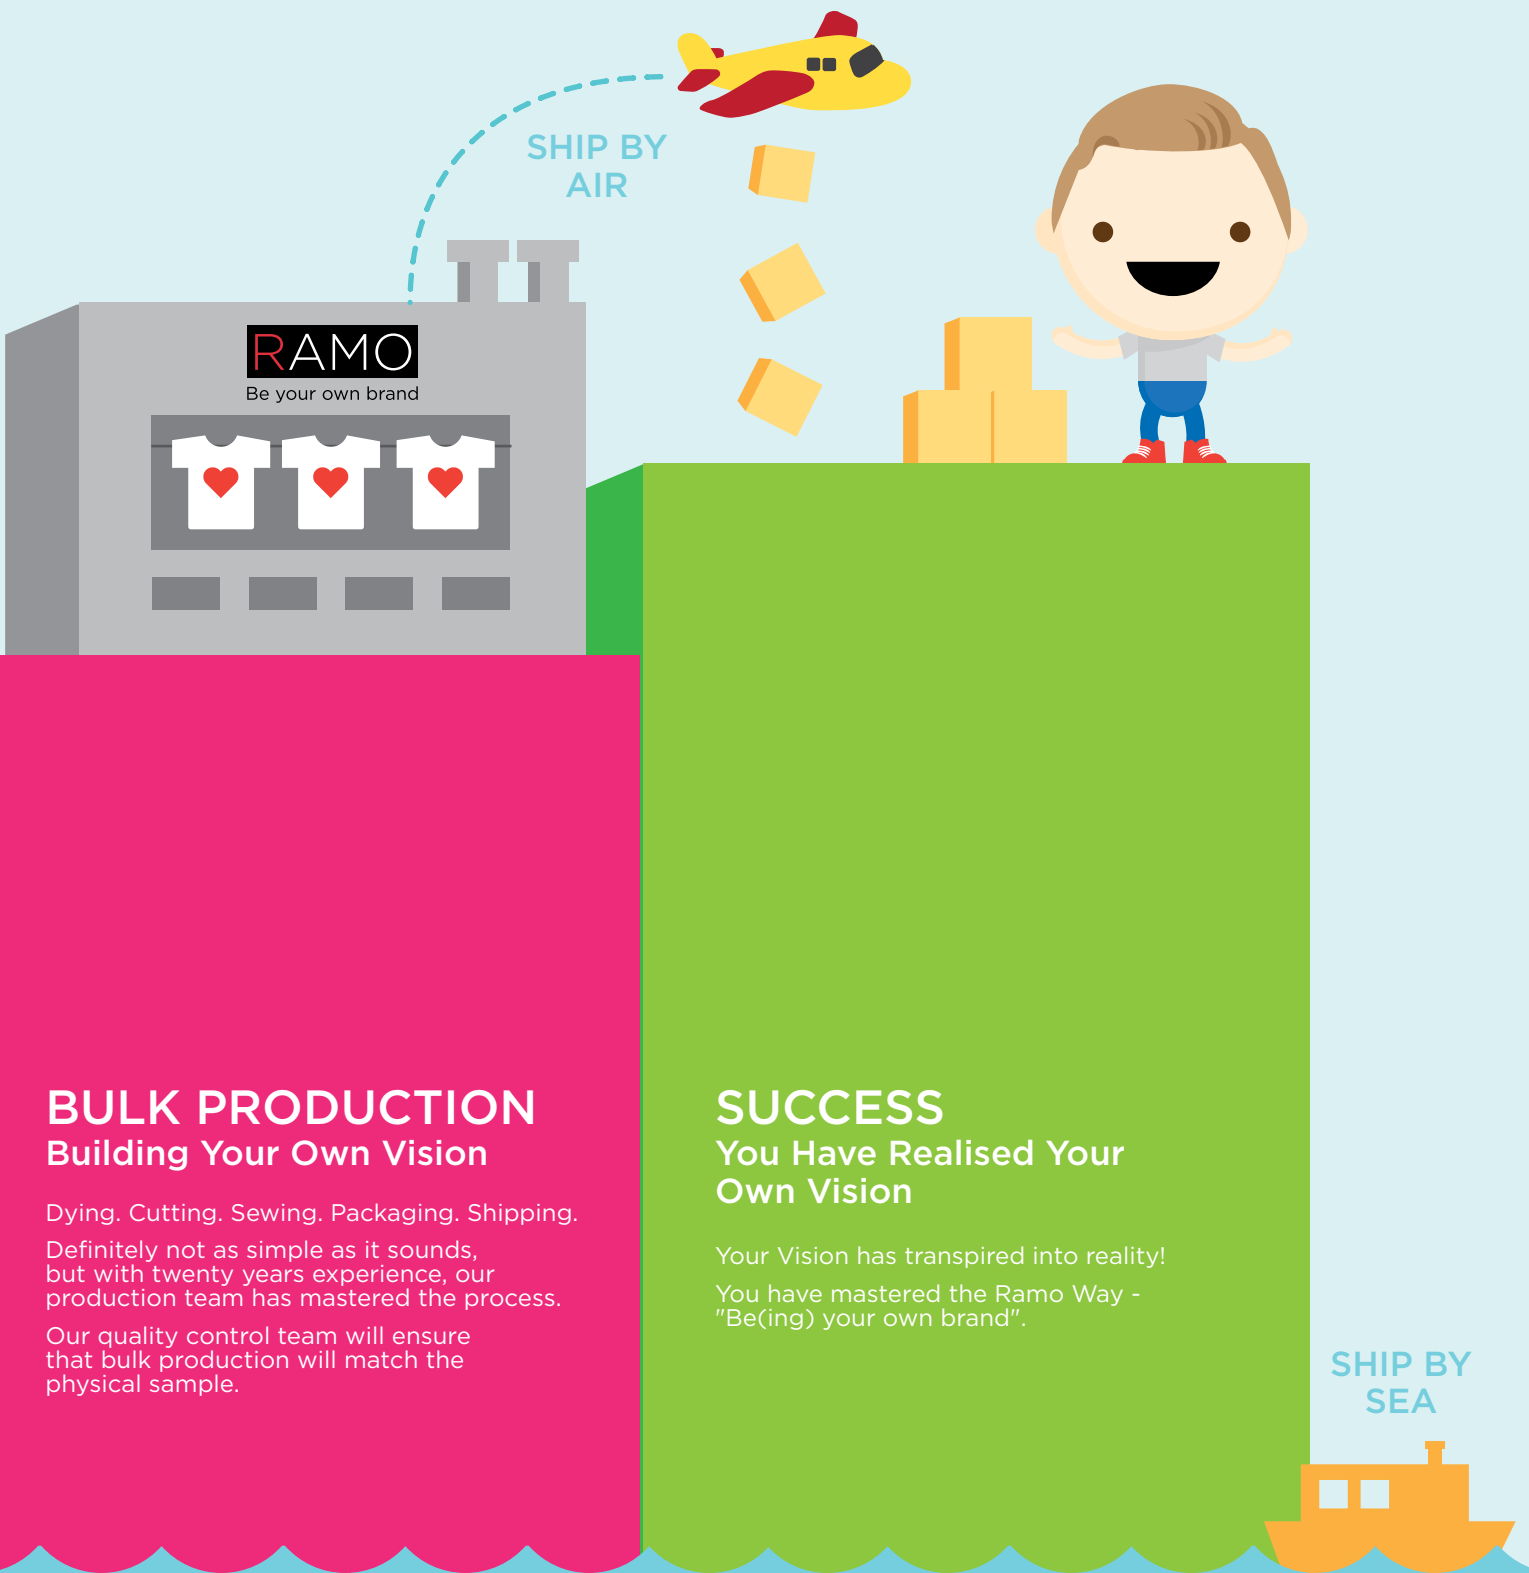 SHIP BY
AIR
RAMO
Be your own brand
BULK PRODUCTION
Building Your Own Vision
Dying. Cutting. Sewing. Packaging. Shipping.
Definitely not as simple as it sounds,
but with twenty years experience, our
production team has mastered the process.
Our quality control team will ensure
that bulk production will match the
physical sample.
SUCCESS
You Have Realised Your
Own Vision
Your Vision has transpired into reality!
You have mastered the Ramo Way -
"Be(ing) your own brand".
SHIP BY
SEA